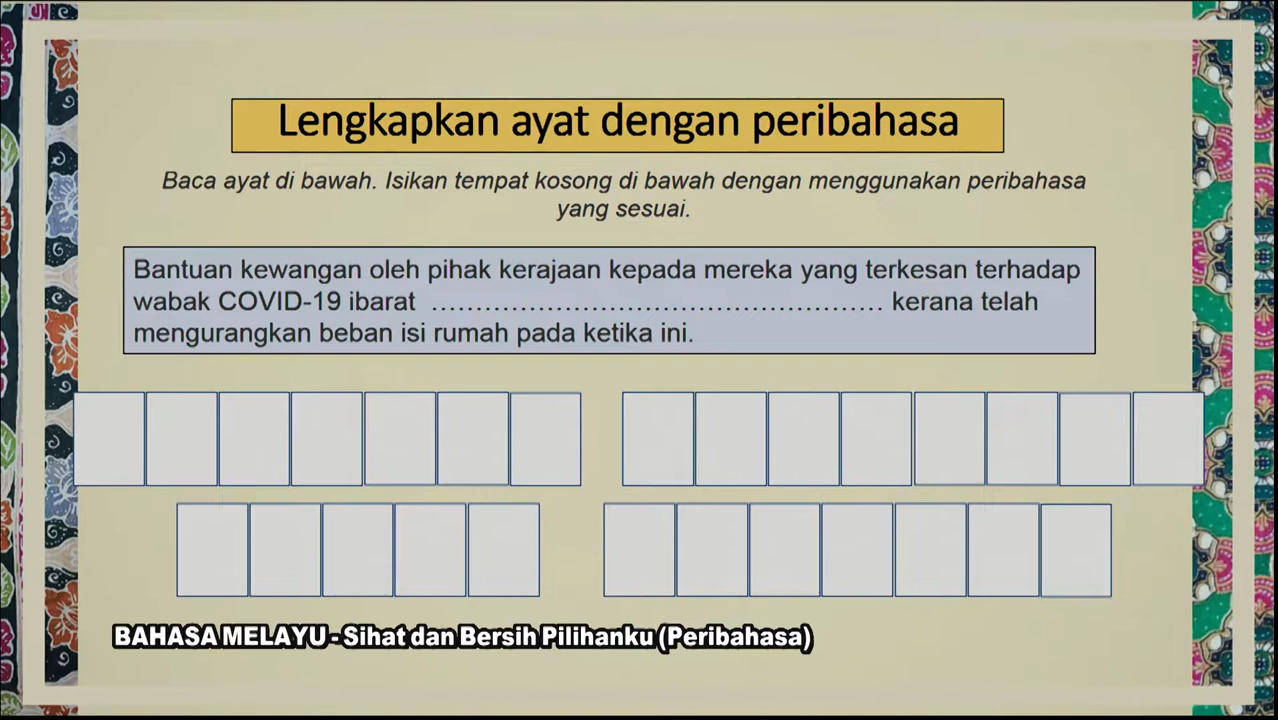 Lengkapkan ayat dengan peribahasa
Baca ayat di bawah. Isikan tempat kosong di bawah dengan menggunakan peribahasa
yang sesuai.
Bantuan kewangan oleh pihak kerajaan kepada mereka yang terkesan terhadap
wabak COVID-19 ibarat ………………………………………… kerana telah
mengurangkan beban isi rumah pada ketika ini.
BAHASA MELAYU - Sihat dan Bersih Pilihanku (Peribahasa)